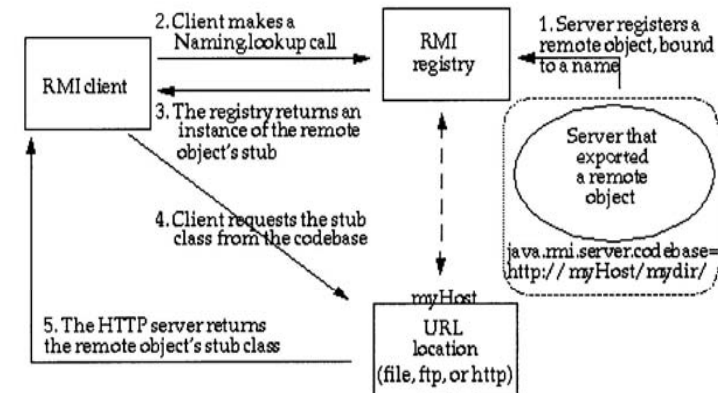 2. Client makes a
Naming.lookup call
RMI client
RMI
registry
1. Server registers a
remote object, bound
to a name
3. The registry returns an
instance of the remote
object's stub
Server that
exported
a remote
object
4. Client requests the stub
class from the codebase
java.rmi.server.codebase=
http://myHost/mydir/
myHost
5. The HTTP server returns
the remote object's stub class
URL
location
(file, ftp, or http)